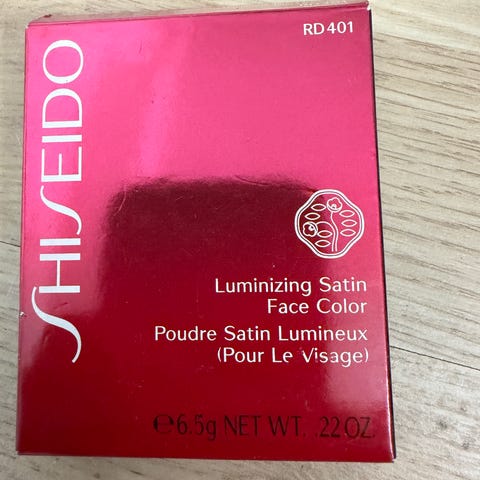 RD401
SHISEIDO
Luminizing Satin
Face Color
Poudre Satin Lumineux
(Pour Le Visage)
℮6.5g NET WT. .22 OZ.